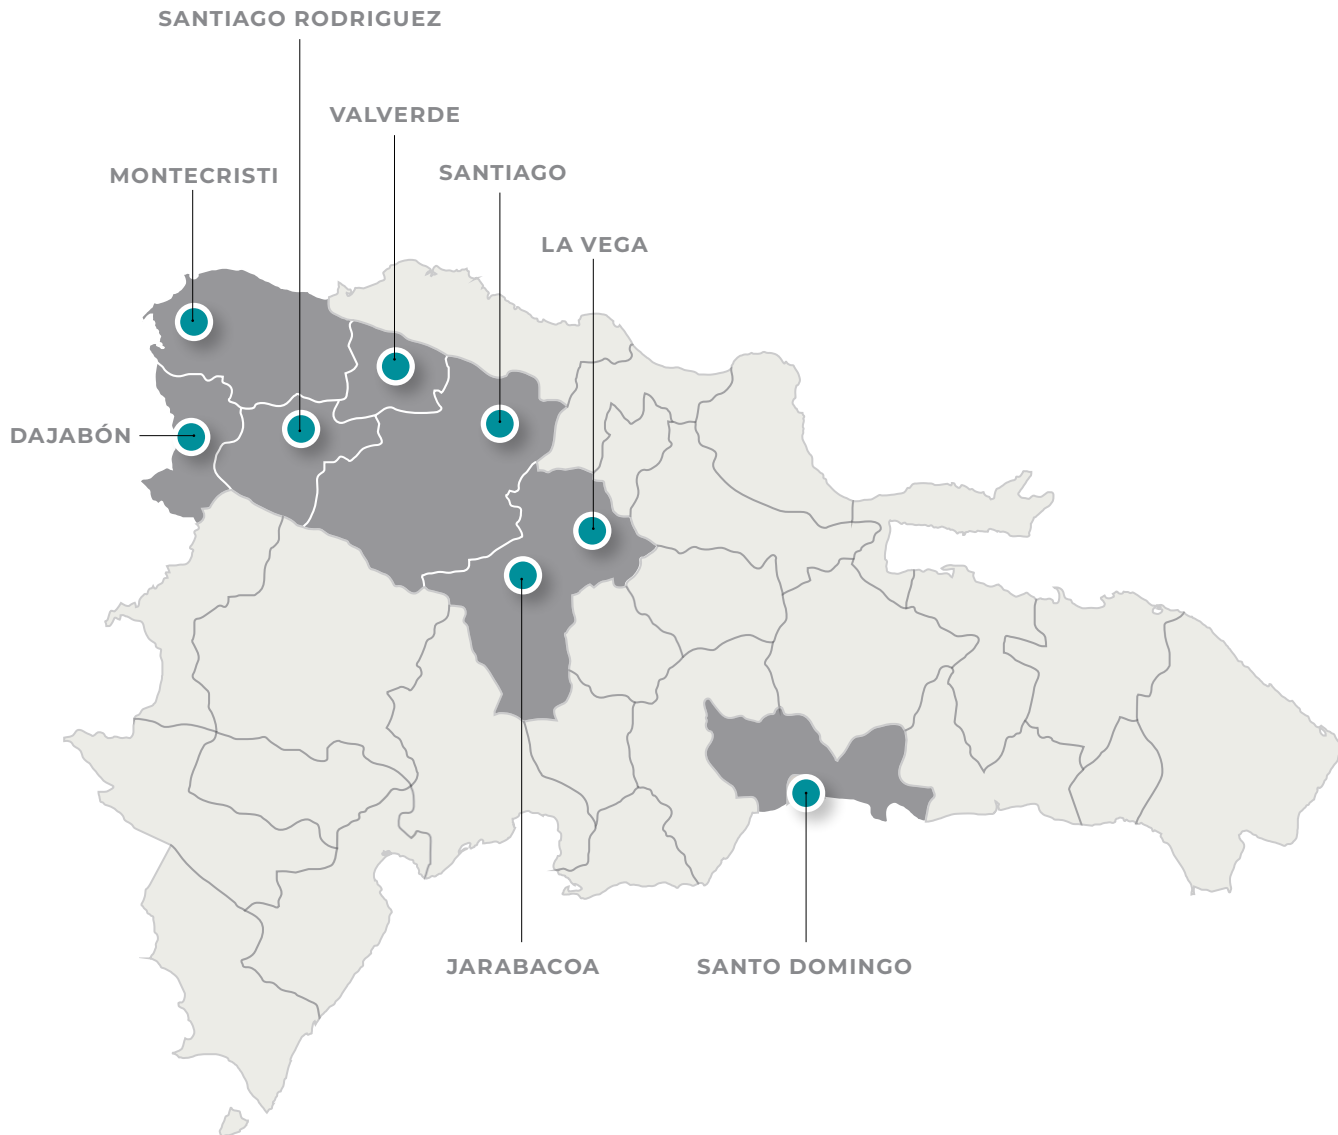 SANTIAGO RODRIGUEZ
VALVERDE
MONTECRISTI
SANTIAGO
LA VEGA
DAJABÓN
JARABACOA
SANTO DOMINGO